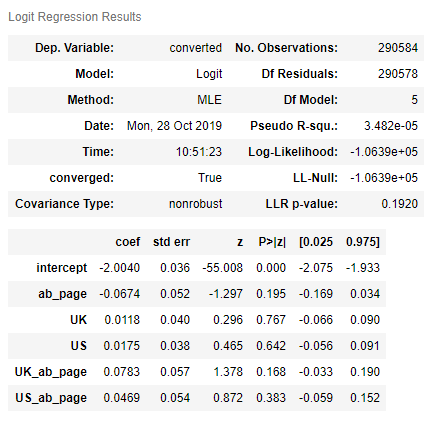 Logit Regression Results
Dep. Variable: converted No. Observations: 290584
Model: Logit Df Residuals: 290578
Method: MLE Df Model: 5
Date: Mon, 28 Oct 2019 Pseudo R-squ.: 3.482e-05
Time: 10:51:23 Log-Likelihood: -1.0639e+05
converged: True LL-Null: -1.0639e+05
Covariance Type: nonrobust LLR p-value: 0.1920
coef std err z P>|z| [0.025 0.975]
intercept -2.0040 0.036 -55.008 0.000 -2.075 -1.933
ab_page -0.0674 0.052 -1.297 0.195 -0.169 0.034
UK 0.0118 0.040 0.296 0.767 -0.066 0.090
US 0.0175 0.038 0.465 0.642 -0.056 0.091
UK_ab_page 0.0783 0.057 1.378 0.168 -0.033 0.190
US_ab_page 0.0469 0.054 0.872 0.383 -0.059 0.152